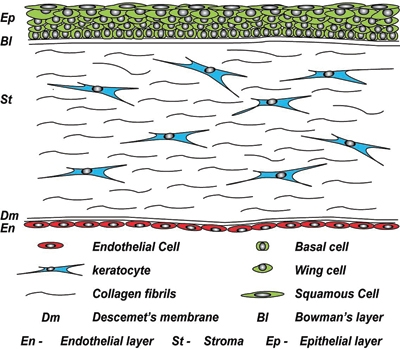 Ep
Bl
St
Dm
En
Endothelial Cell Basal cell
keratocyte Wing cell
Collagen fibrils Squamous Cell
Dm Descemet's membrane Bl Bowman's layer
En - Endothelial layer St - Stroma Ep - Epithelial layer